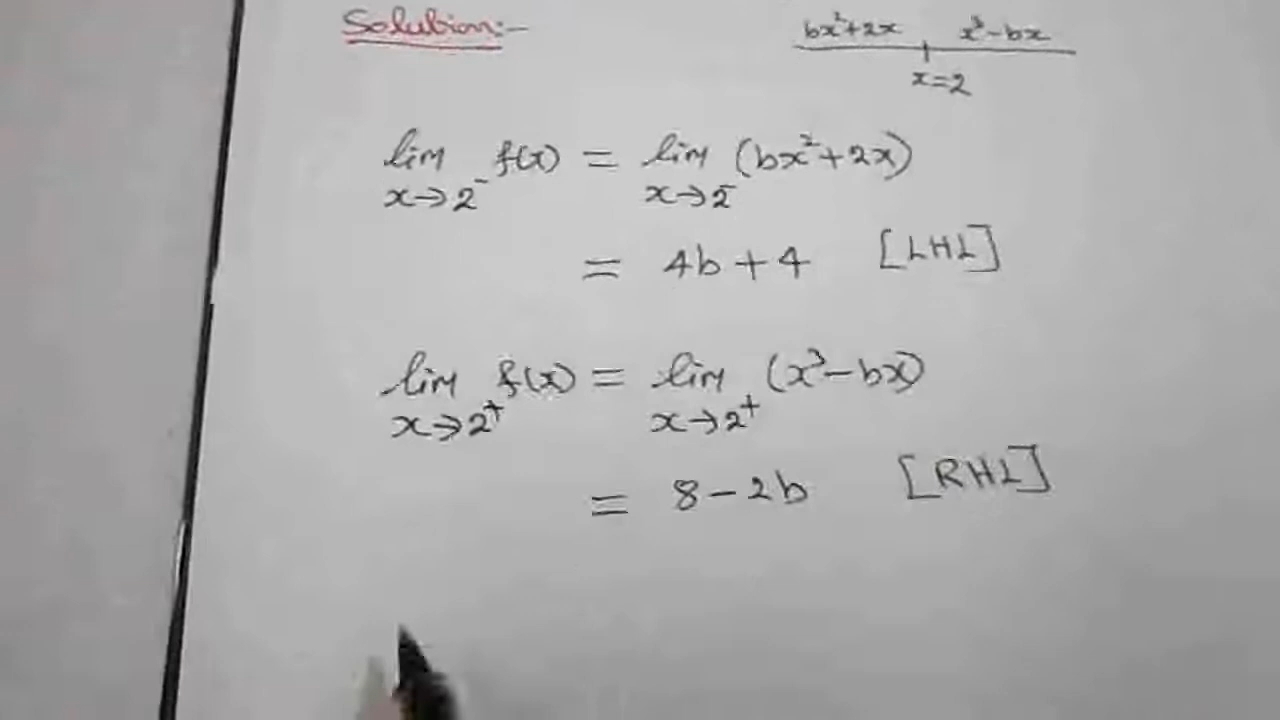 Solution:-
bx²+2x x³-bx
x=2
lim f(x) = lim (bx²+2x)
x→2⁻ x→2⁻
= 4b+4 [LHL]
lim f(x) = lim (x³-bx)
x→2⁺ x→2⁺
= 8-2b [RHL]